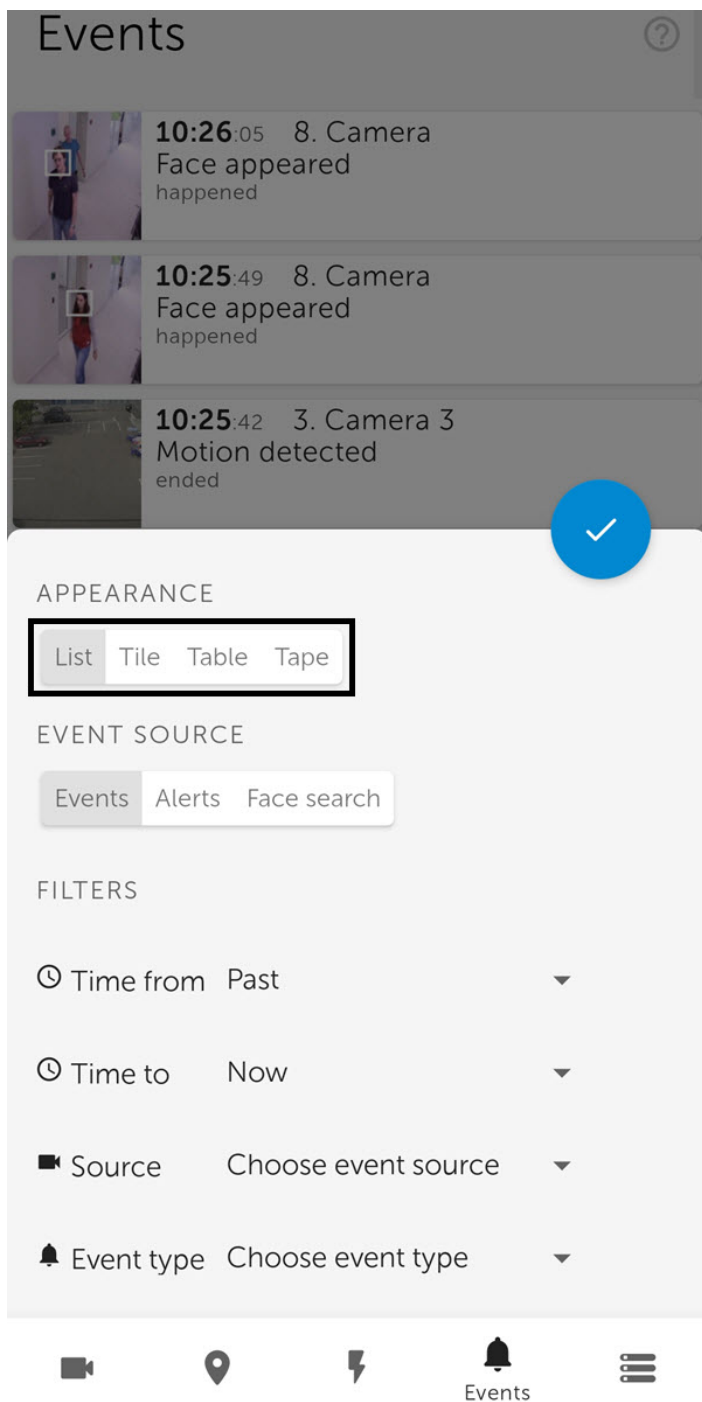 Events
10:26:05 8. Camera
Face appeared
happened
10:25:49 8. Camera
Face appeared
happened
10:25:42 3. Camera 3
Motion detected
ended
APPEARANCE
List Tile Table Tape
EVENT SOURCE
Events Alerts Face search
FILTERS
Time from Past
Time to Now
Source Choose event source
Event type Choose event type
Events